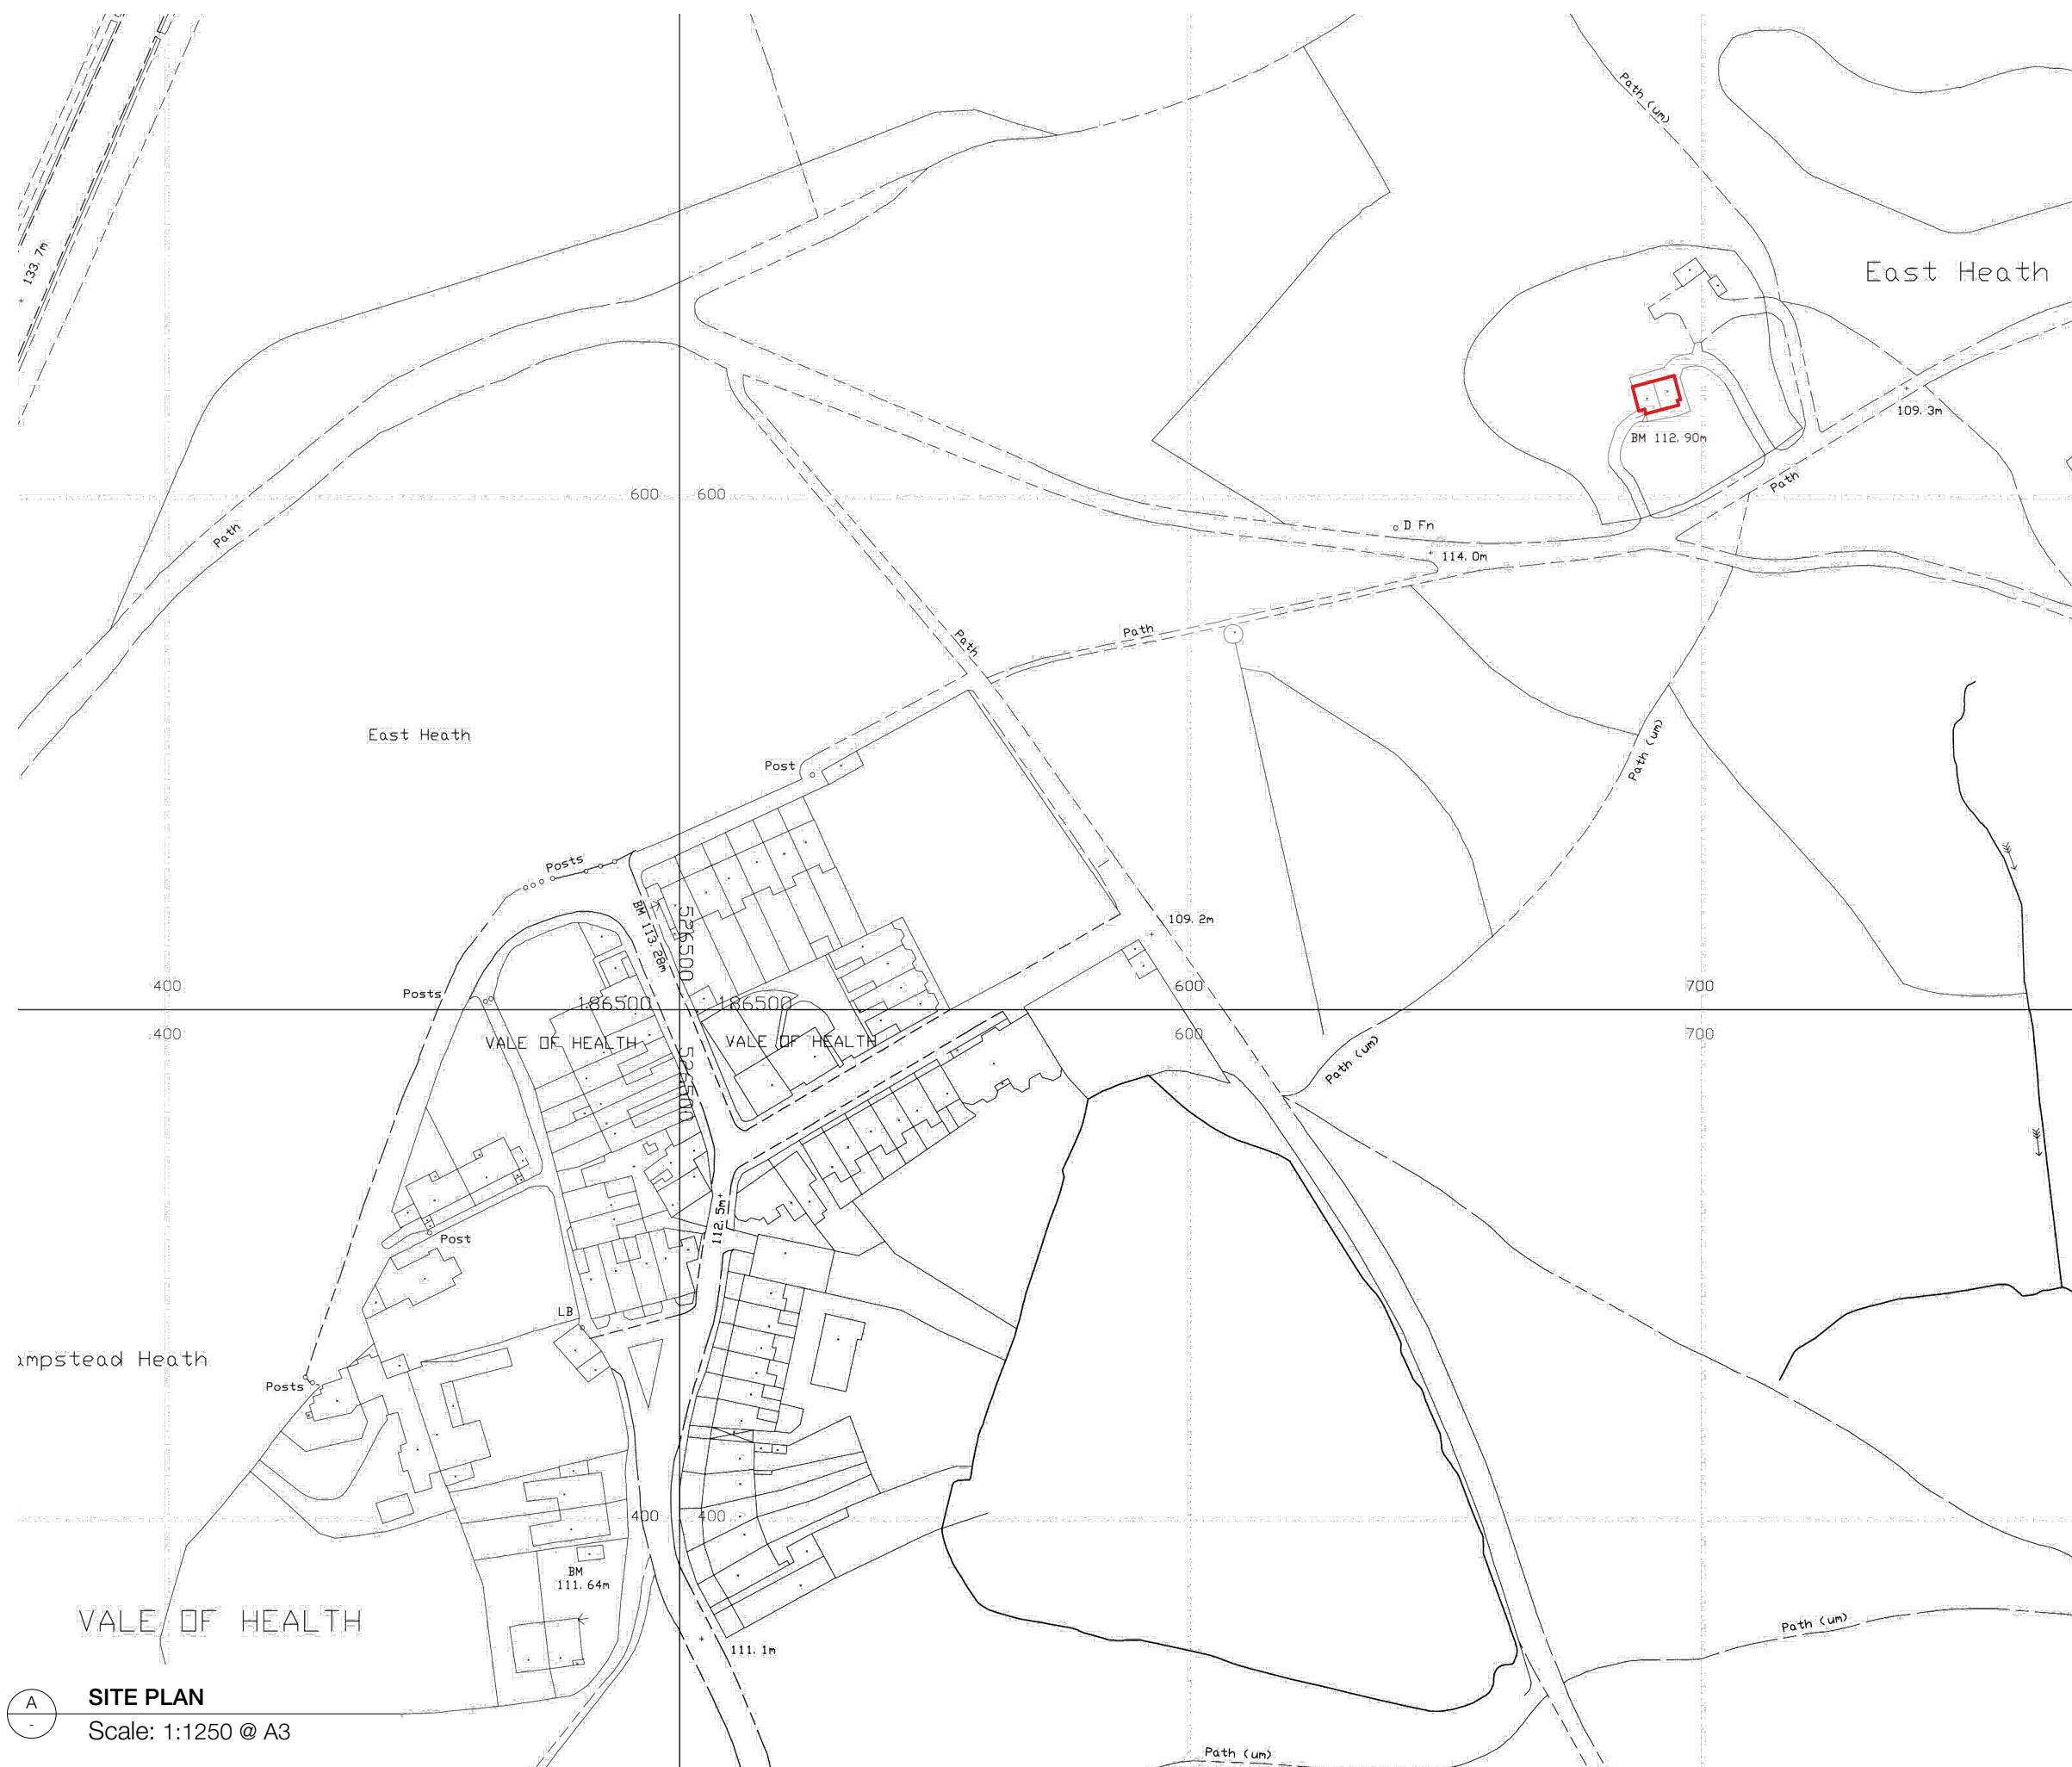 Path (um)
133. 7m
East Heath
109. 3m
BM 112. 90m
Path
600
600
Path
D Fn
114. 0m
Path
Path
East Heath
Path (um)
Post
Posts
BM 113. 28m
526500
109. 2m
400
Posts
600
700
186500
186500
400
VALE OF HEALTH
VALE OF HEALTH
600
700
Path (um)
526500
112. 5m
Post
LB
ampstead Heath
Posts
400
400
BM
111. 64m
VALE OF HEALTH
Path (um)
111. 1m
A
-
SITE PLAN
Scale: 1:1250 @ A3
Path (um)